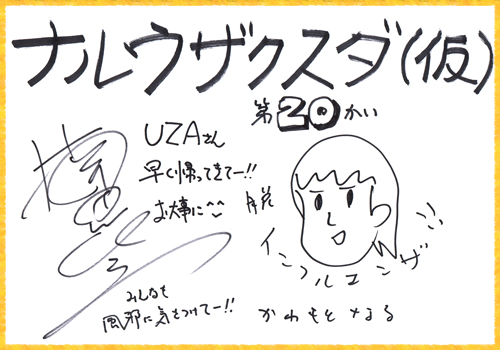 ナルウザクスダ(仮)
第20かい
UZAさん
早く帰ってきてー!!
お大事に^^
インフルエンザ!!
みんなも
風邪に気をつけてー!!
かわもと なる